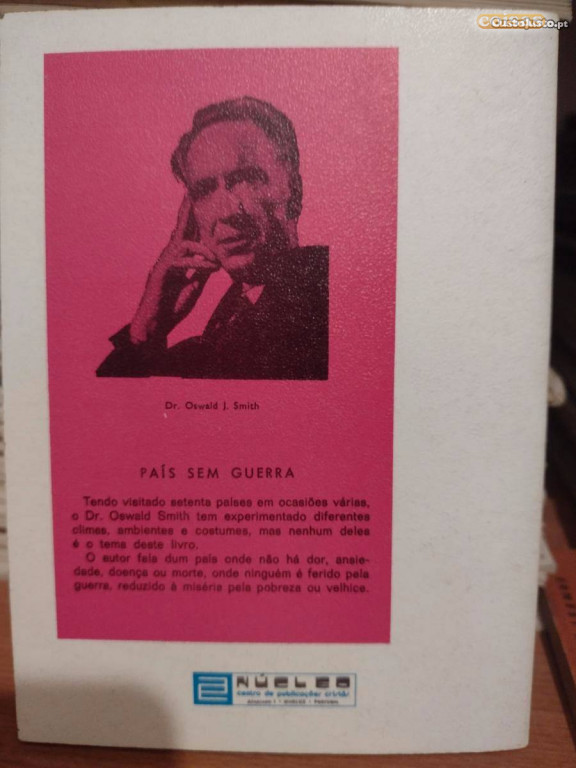 CustoJusto.pt
Dr. Oswald J. Smith
PAÍS SEM GUERRA
Tendo visitado setenta países em ocasiões várias,
o Dr. Oswald Smith tem experimentado diferentes
climes, ambientes e costumes, mas nenhum deles
é o tema deste livro.
O autor fala dum país onde não há dor, ansie-
dade, doença ou morte, onde ninguém é ferido pela
guerra, reduzido à miséria pela pobreza ou velhice.
NÚCLEO
centro de publicações cristãs